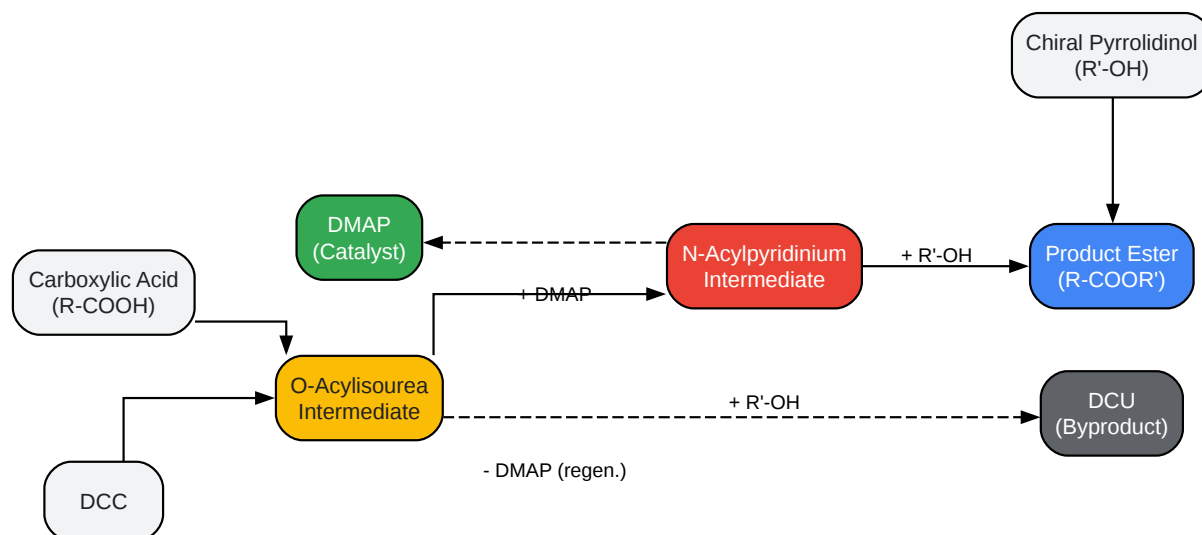 Chiral Pyrrolidinol
(R'-OH)
DMAP
(Catalyst)
N-Acylpyridinium
Intermediate
+ R'-OH
Product Ester
(R-COOR')
Carboxylic Acid
(R-COOH)
+ DMAP
O-Acylisourea
Intermediate
+ R'-OH
DCU
(Byproduct)
- DMAP (regen.)
DCC